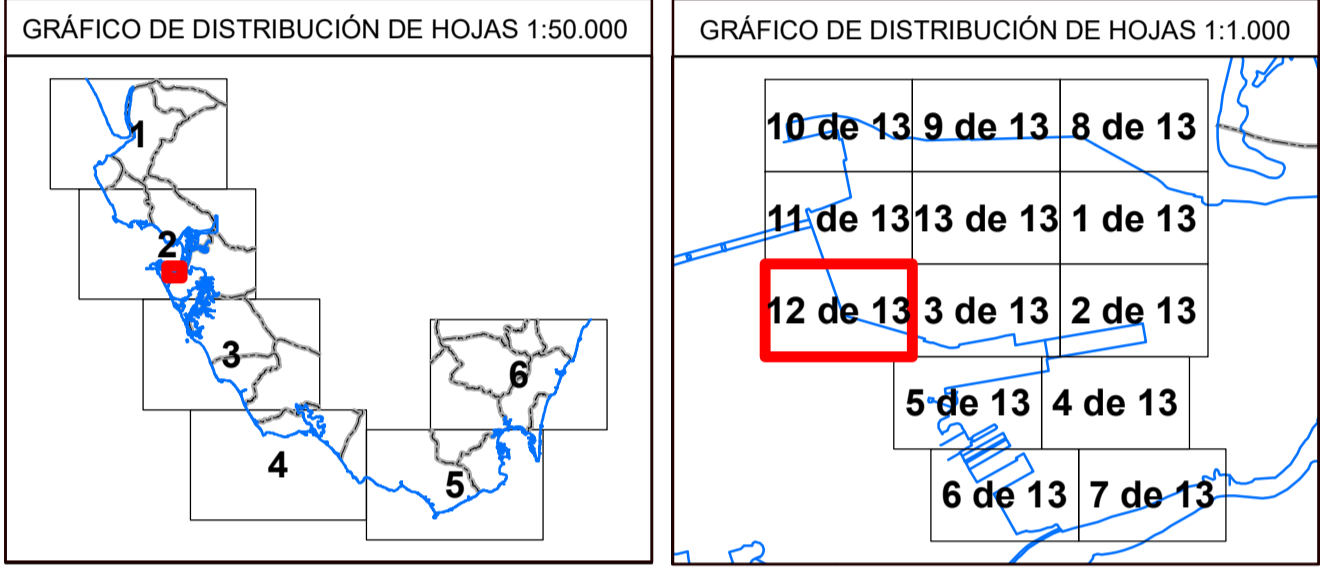 GRÁFICO DE DISTRIBUCIÓN DE HOJAS 1:50.000
1
2
3
4
5
6
GRÁFICO DE DISTRIBUCIÓN DE HOJAS 1:1.000
10 de 13 9 de 13 8 de 13
11 de 13 13 de 13 1 de 13
12 de 13 3 de 13 2 de 13
5 de 13 4 de 13
6 de 13 7 de 13